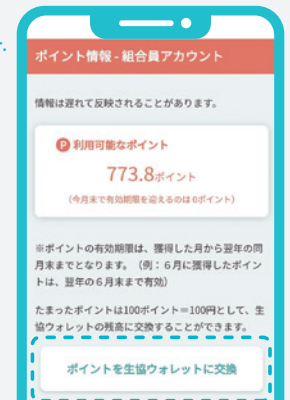 す。
ポイント情報 - 組合員アカウント
情報は遅れて反映されることがあります。
P 利用可能なポイント
773.8ポイント
(今月末で有効期限を迎えるのは 0ポイント)
※ポイントの有効期限は、獲得した月から翌年の同
月末までとなります。（例：６月に獲得したポイン
トは、翌年の６月末まで有効)
たまったポイントは100ポイント＝100円として、生
協ウォレットの残高に交換することができます。
ポイントを生協ウォレットに交換